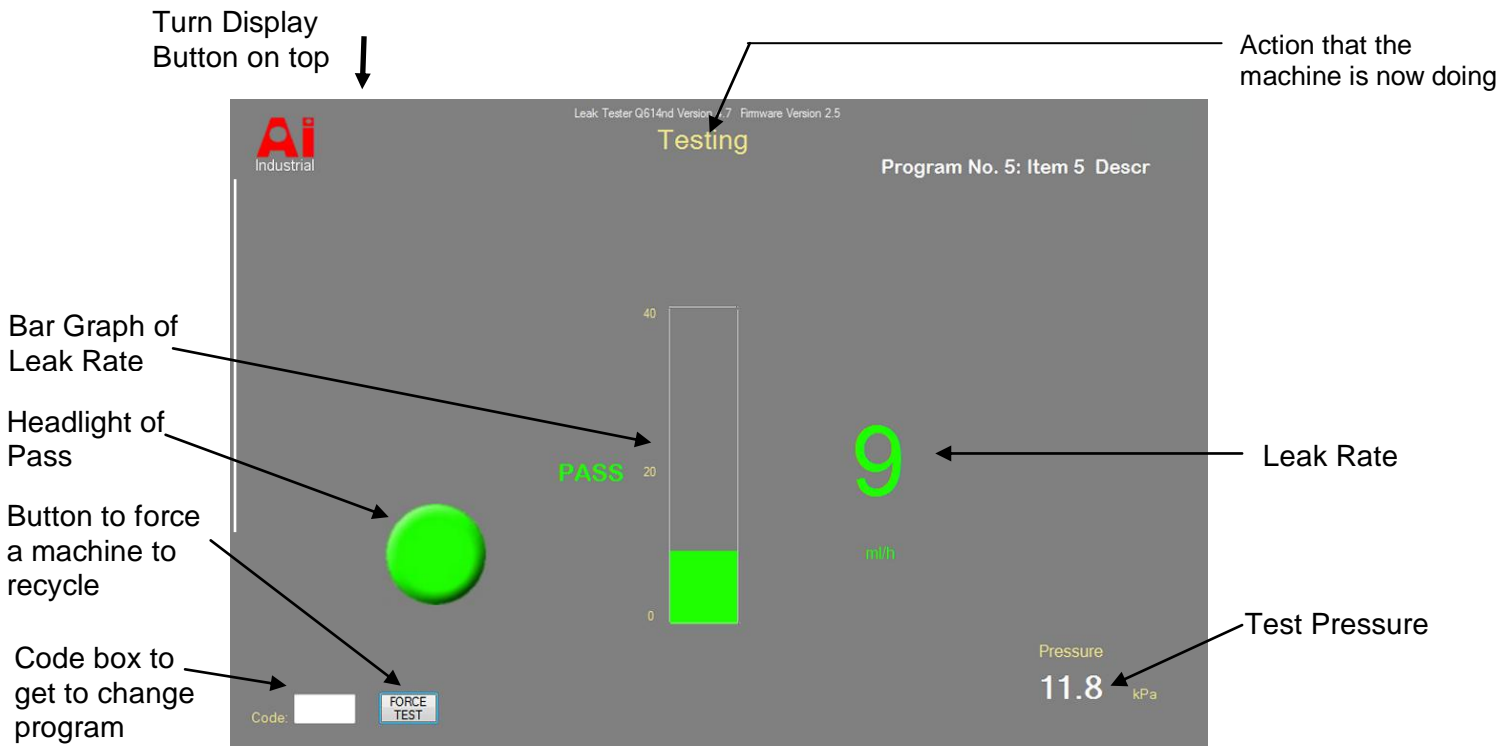 Turn Display
Button on top
Action that the
machine is now doing
Ai
Industrial
Leak Tester Q614nd Version .7 Firmware Version 2.5
Testing
Program No. 5: Item 5 Descr
Bar Graph of
Leak Rate
40
Headlight of
Pass
PASS
20
9
Leak Rate
Button to force
a machine to
recycle
ml/h
0
Test Pressure
Pressure
11.8 kPa
Code box to
get to change
program
Code:
FORCE
TEST